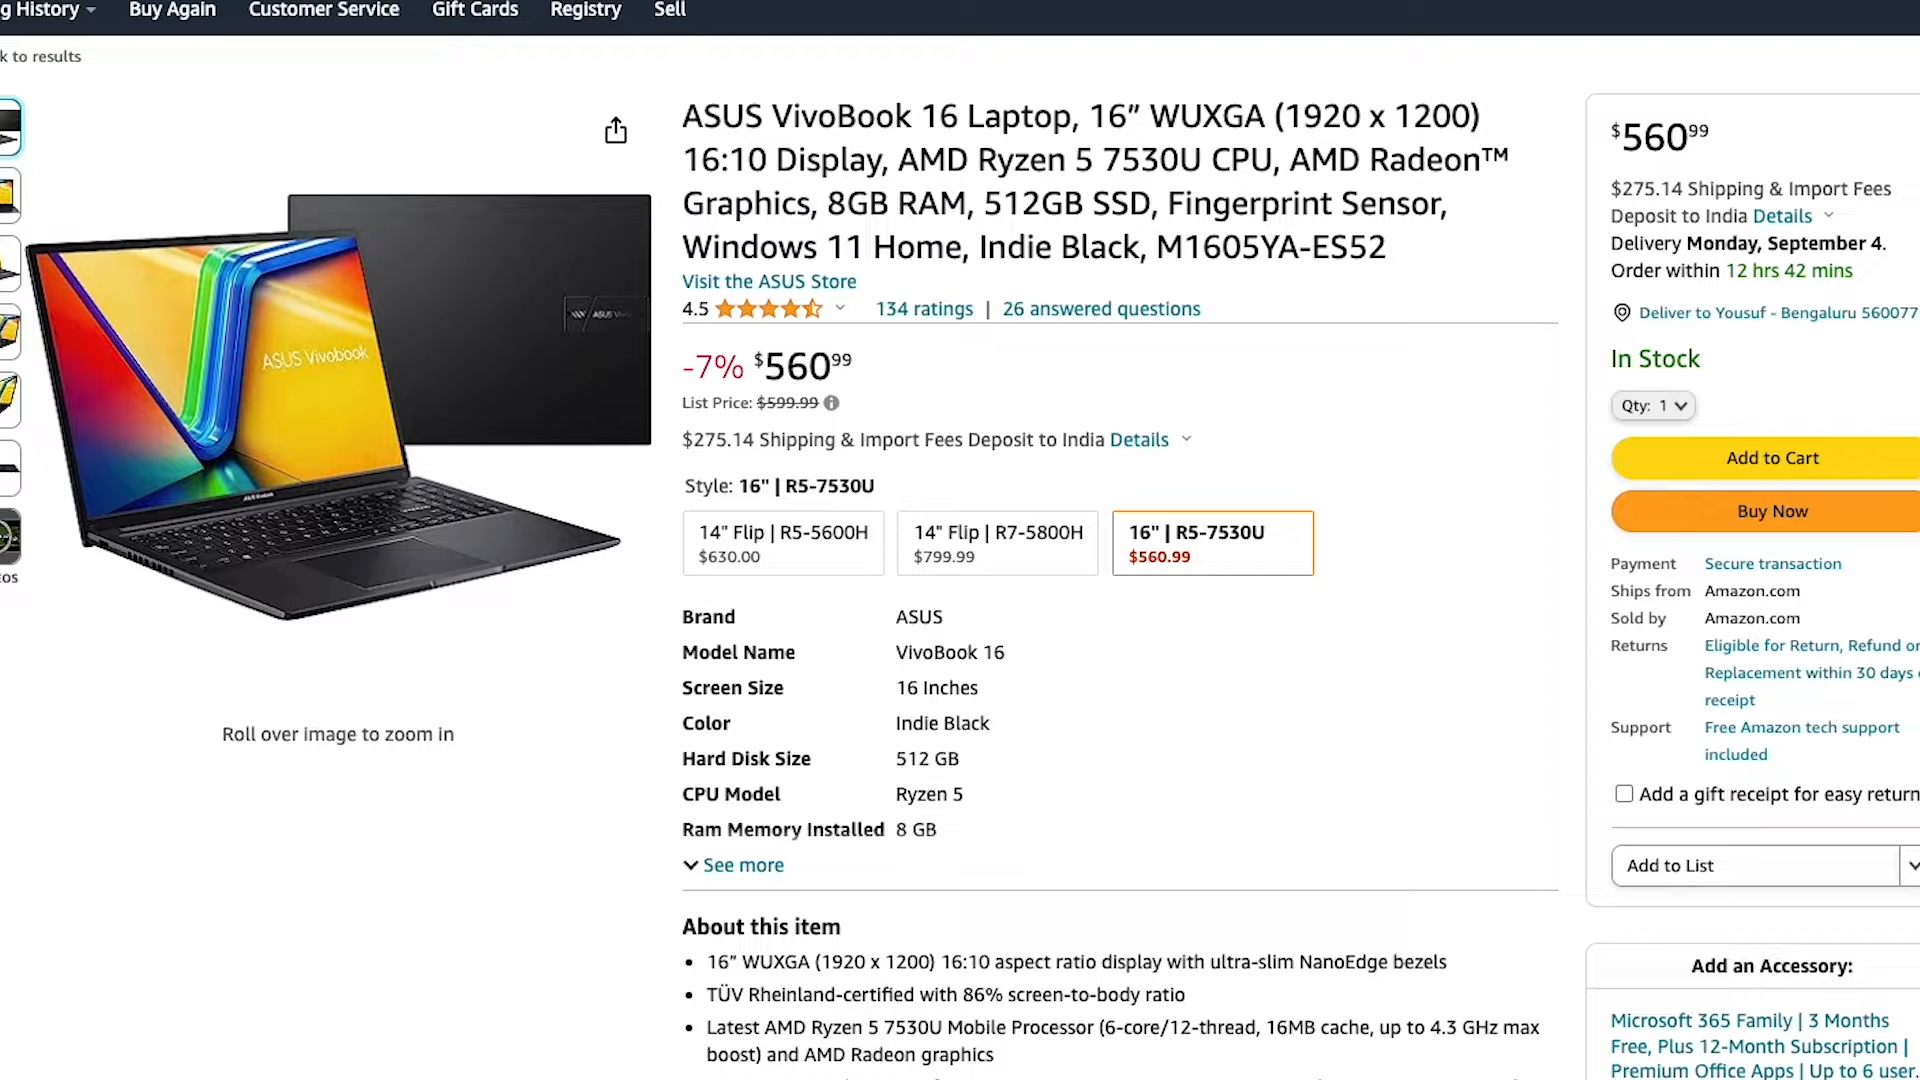 g History
Buy Again
Customer Service
Gift Cards
Registry
Sell
k to results
ASUS Vivobook
Roll over image to zoom in
ASUS VivoBook 16 Laptop, 16” WUXGA (1920 x 1200)
16:10 Display, AMD Ryzen 5 7530U CPU, AMD Radeon™
Graphics, 8GB RAM, 512GB SSD, Fingerprint Sensor,
Windows 11 Home, Indie Black, M1605YA-ES52
Visit the ASUS Store
4.5 134 ratings | 26 answered questions
-7% $560 99
List Price: $599.99
$275.14 Shipping & Import Fees Deposit to India Details
Style: 16" | R5-7530U
14" Flip | R5-5600H
$630.00
14" Flip | R7-5800H
$799.99
16" | R5-7530U
$560.99
Brand ASUS
Model Name VivoBook 16
Screen Size 16 Inches
Color Indie Black
Hard Disk Size 512 GB
CPU Model Ryzen 5
Ram Memory Installed 8 GB
See more
About this item
• 16” WUXGA (1920 x 1200) 16:10 aspect ratio display with ultra-slim NanoEdge bezels
• TÜV Rheinland-certified with 86% screen-to-body ratio
• Latest AMD Ryzen 5 7530U Mobile Processor (6-core/12-thread, 16MB cache, up to 4.3 GHz max
boost) and AMD Radeon graphics
$560 99
$275.14 Shipping & Import Fees
Deposit to India Details
Delivery Monday, September 4.
Order within 12 hrs 42 mins
Deliver to Yousuf - Bengaluru 560077
In Stock
Qty: 1
Add to Cart
Buy Now
Payment Secure transaction
Ships from Amazon.com
Sold by Amazon.com
Returns Eligible for Return, Refund or
Replacement within 30 days
receipt
Support Free Amazon tech support
included
Add a gift receipt for easy return
Add to List
Add an Accessory:
Microsoft 365 Family | 3 Months
Free, Plus 12-Month Subscription |
Premium Office Apps | Up to 6 user